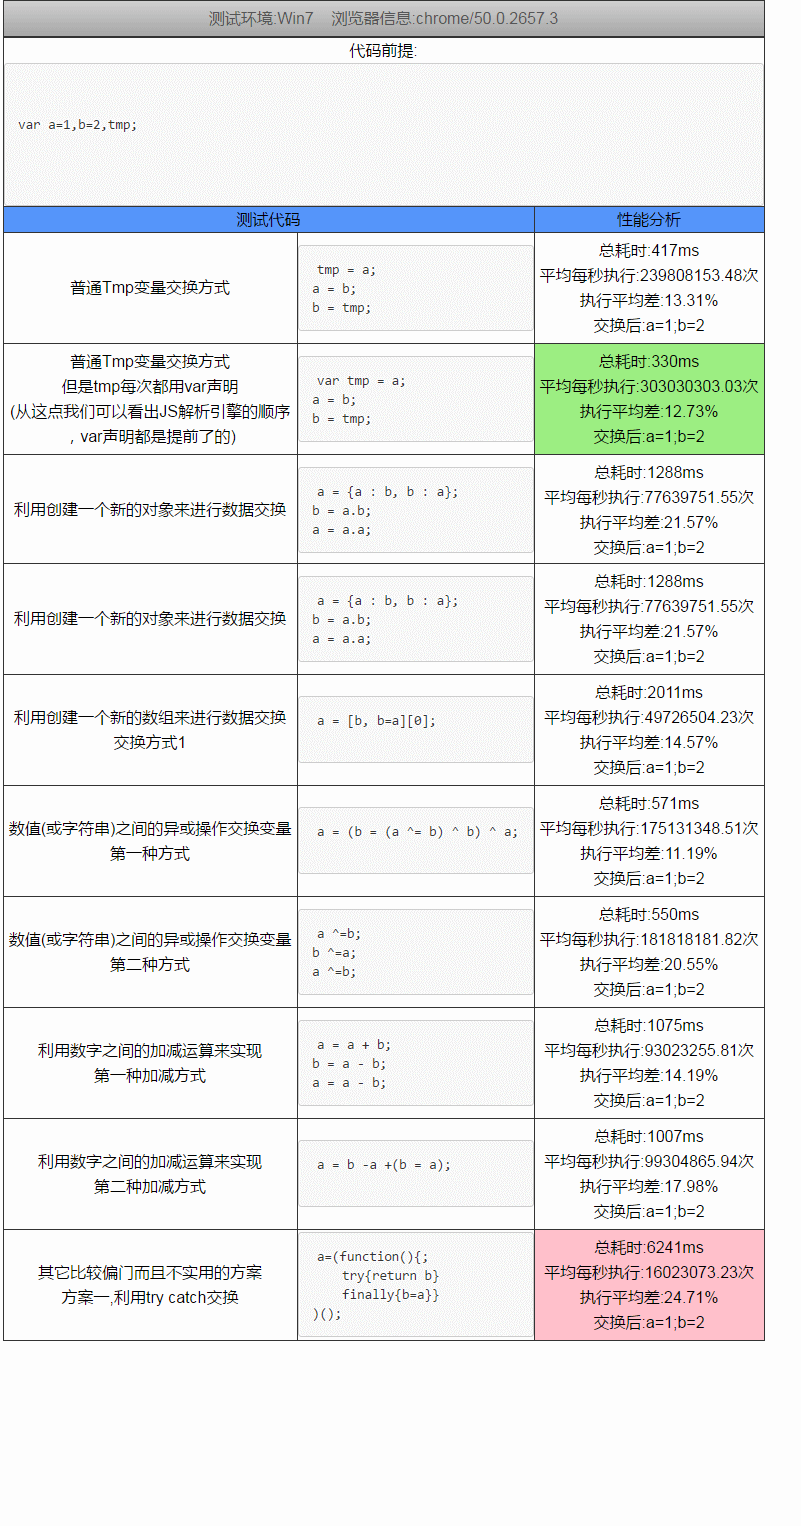 测试环境:Win7 浏览器信息:chrome/50.0.2657.3
代码前提:
var a=1,b=2,tmp;
测试代码
性能分析
普通Tmp变量交换方式
tmp = a;
a = b;
b = tmp;
总耗时:417ms
平均每秒执行:239808153.48次
执行平均差:13.31%
交换后:a=1;b=2
普通Tmp变量交换方式
但是tmp每次都用var声明
(从这点我们可以看出JS解析引擎的顺序
，var声明都是提前了的)
var tmp = a;
a = b;
b = tmp;
总耗时:330ms
平均每秒执行:303030303.03次
执行平均差:12.73%
交换后:a=1;b=2
利用创建一个新的对象来进行数据交换
a = {a : b, b : a};
b = a.b;
a = a.a;
总耗时:1288ms
平均每秒执行:77639751.55次
执行平均差:21.57%
交换后:a=1;b=2
利用创建一个新的对象来进行数据交换
a = {a : b, b : a};
b = a.b;
a = a.a;
总耗时:1288ms
平均每秒执行:77639751.55次
执行平均差:21.57%
交换后:a=1;b=2
利用创建一个新的数组来进行数据交换
交换方式1
a = [b, b=a][0];
总耗时:2011ms
平均每秒执行:49726504.23次
执行平均差:14.57%
交换后:a=1;b=2
数值(或字符串)之间的异或操作交换变量
第一种方式
a = (b = (a ^= b) ^ b) ^ a;
总耗时:571ms
平均每秒执行:175131348.51次
执行平均差:11.19%
交换后:a=1;b=2
数值(或字符串)之间的异或操作交换变量
第二种方式
a ^=b;
b ^=a;
a ^=b;
总耗时:550ms
平均每秒执行:181818181.82次
执行平均差:20.55%
交换后:a=1;b=2
利用数字之间的加减运算来实现
第一种加减方式
a = a + b;
b = a - b;
a = a - b;
总耗时:1075ms
平均每秒执行:93023255.81次
执行平均差:14.19%
交换后:a=1;b=2
利用数字之间的加减运算来实现
第二种加减方式
a = b -a +(b = a);
总耗时:1007ms
平均每秒执行:99304865.94次
执行平均差:17.98%
交换后:a=1;b=2
其它比较偏门而且不实用的方案
方案一,利用try catch交换
a=(function(){;
try{return b}
finally{b=a}}
)();
总耗时:6241ms
平均每秒执行:16023073.23次
执行平均差:24.71%
交换后:a=1;b=2